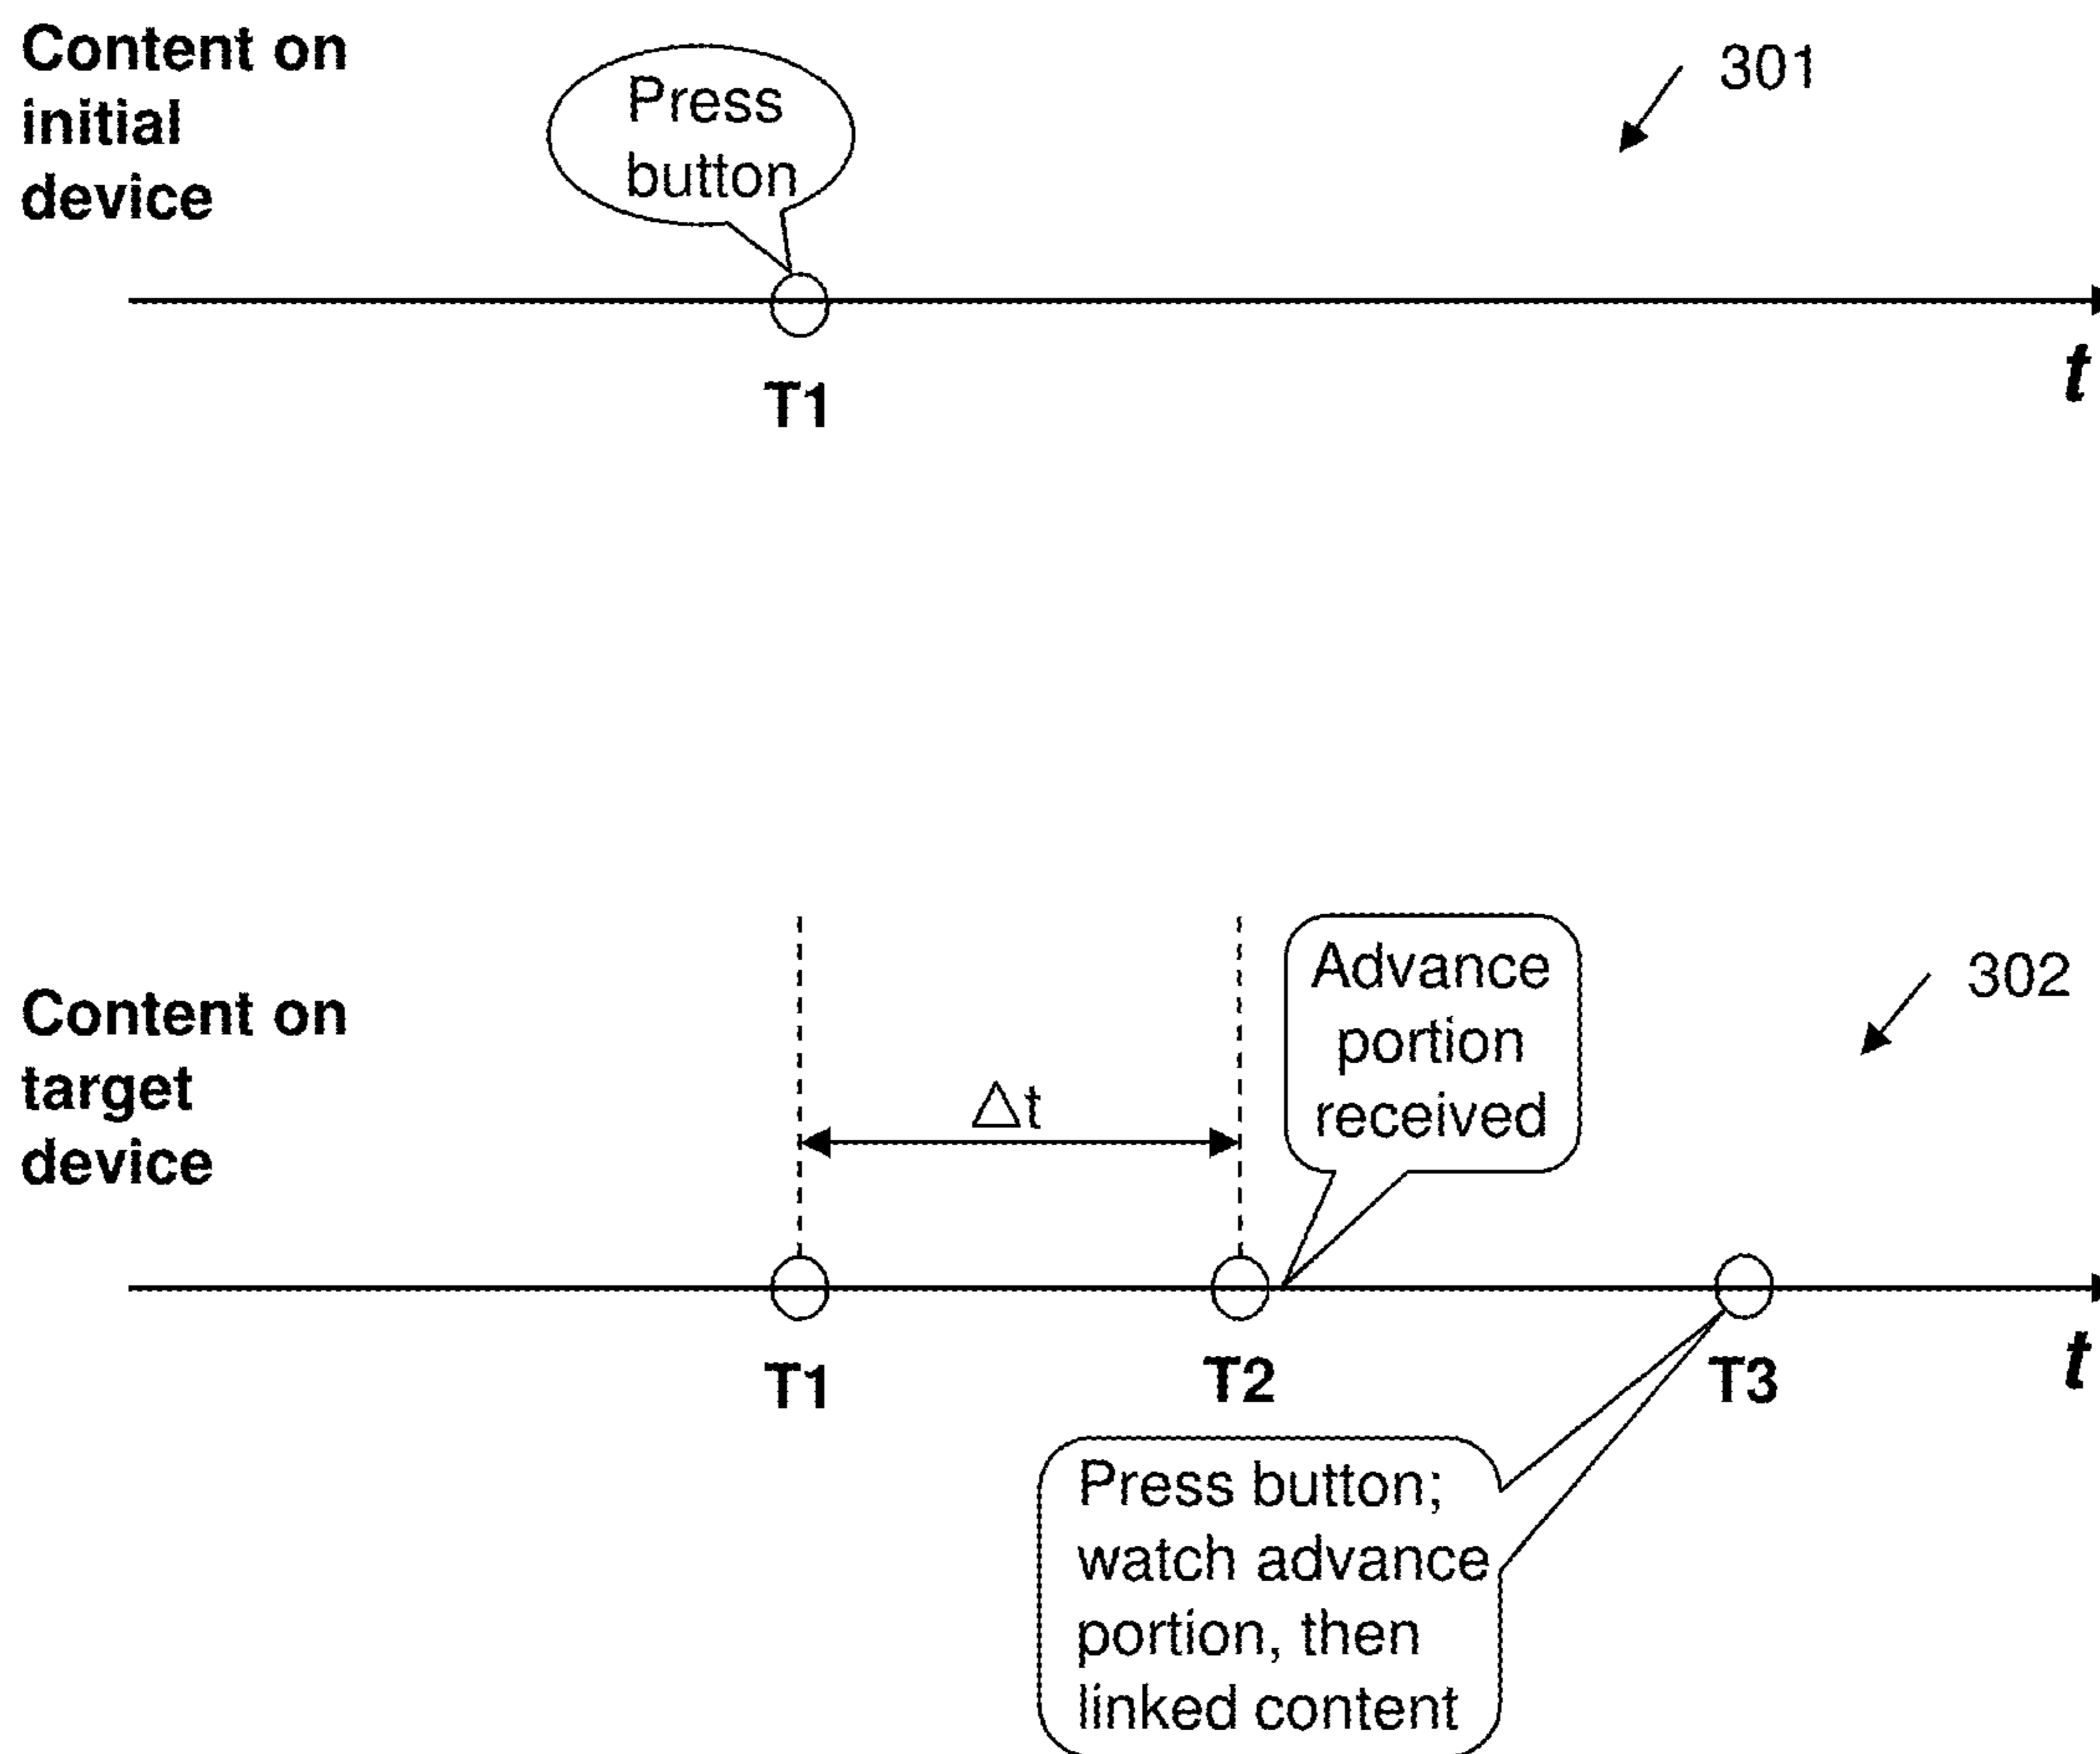 Content on
initial
device
Press
button
301
T1
t
Content on
target
device
Δt
Advance
portion
received
302
T1
T2
T3
t
Press button;
watch advance
portion, then
linked content